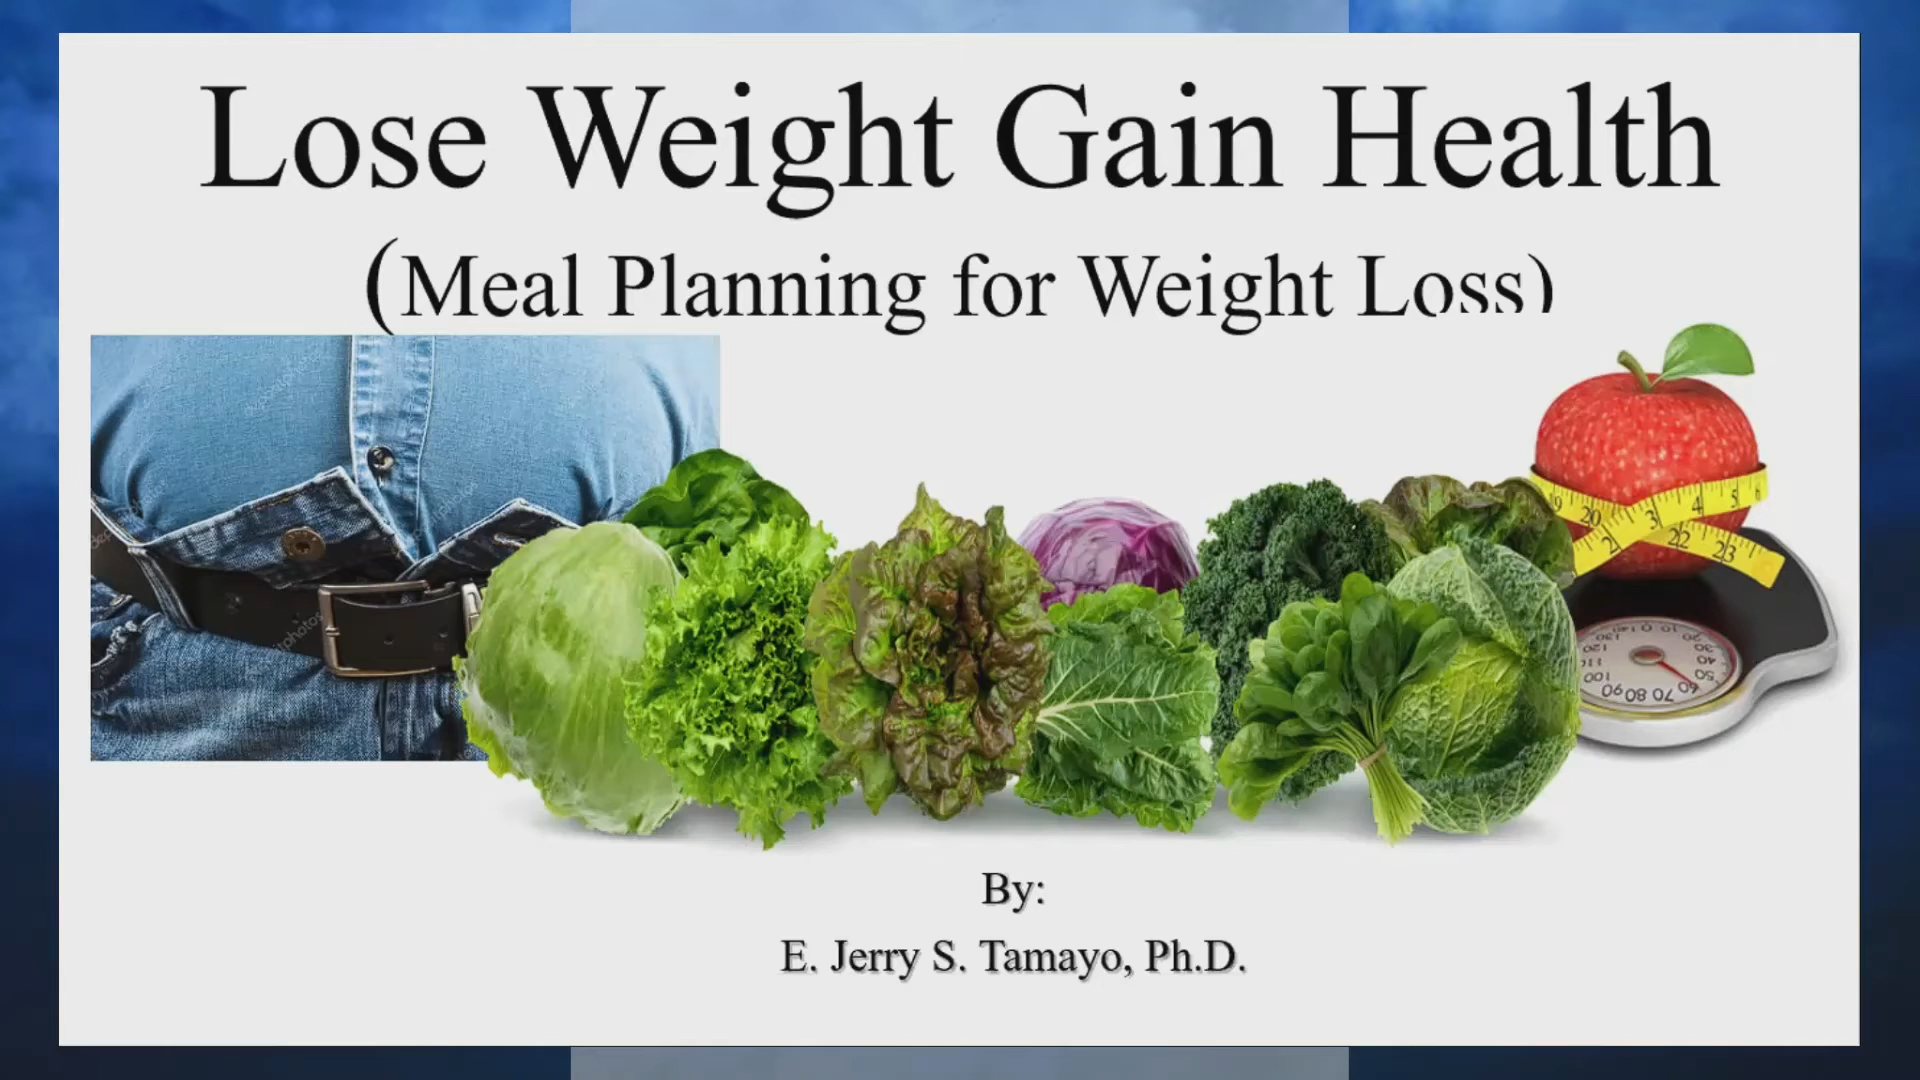 Lose Weight Gain Health
(Meal Planning for Weight Loss)
By:
E. Jerry S. Tamayo, Ph.D.